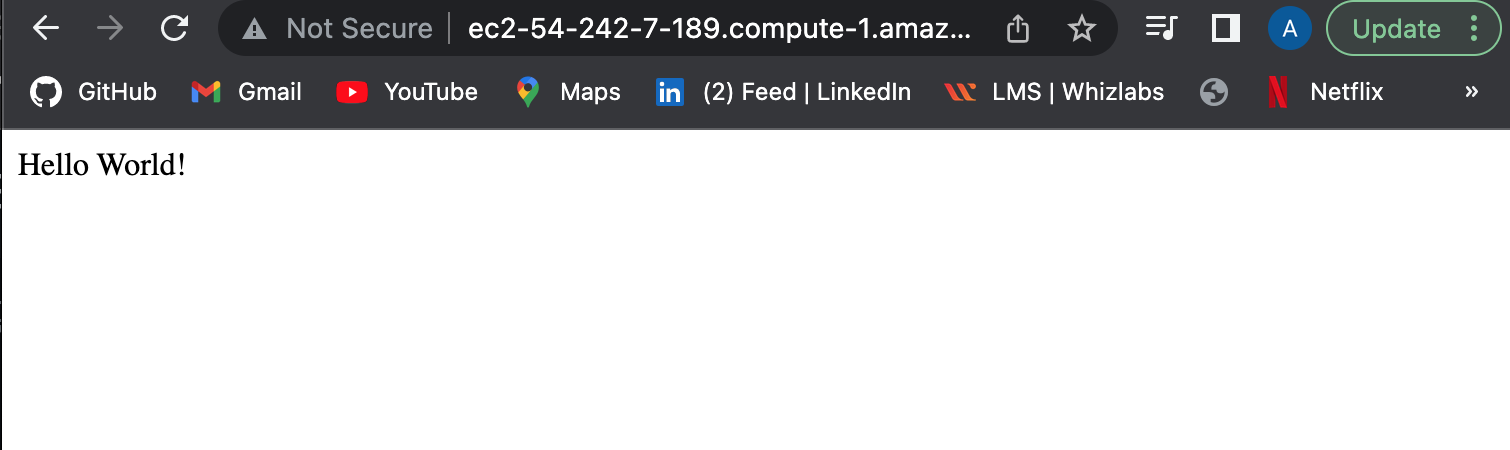 Not Secure ec2-54-242-7-189.compute-1.amaz... A Update
GitHub Gmail YouTube Maps in (2) Feed | LinkedIn LMS | Whizlabs Netflix »
Hello World!